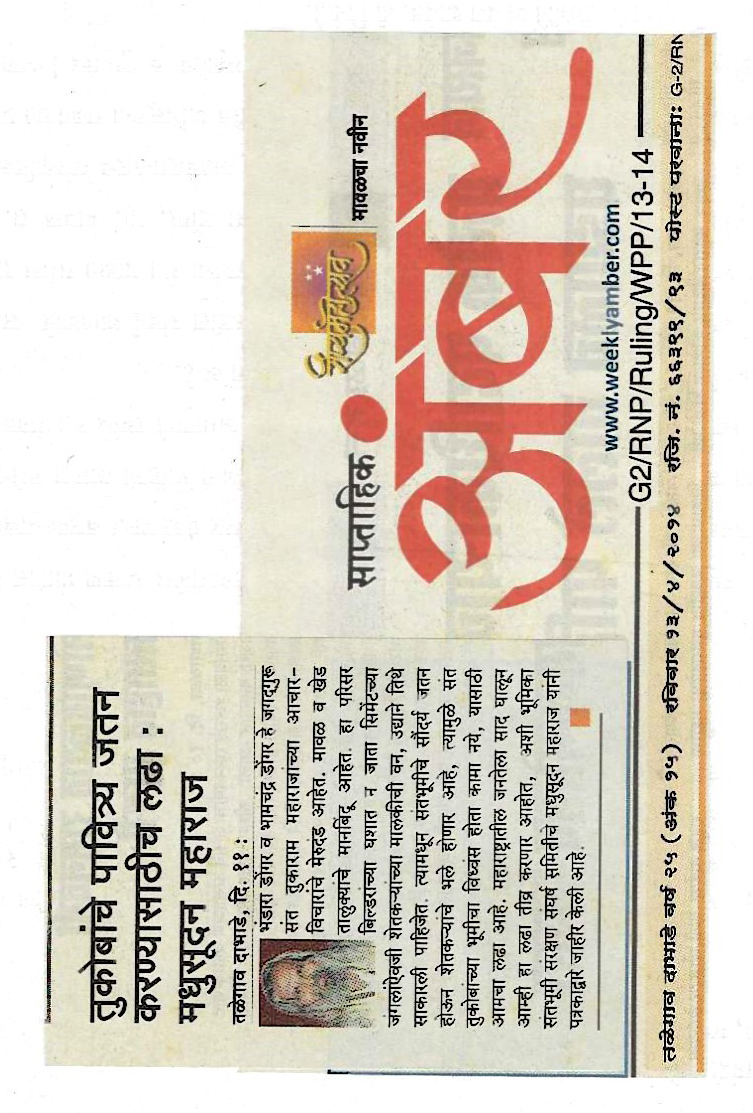 साप्ताहिक
रौप्यमहोत्सव
मावळचा नवीन
अंबर
www.weeklyamber.com
G2/RNP/Ruling/WPP/13-14
तळेगाव दाभाडे वर्ष २५ (अंक १५) रविवार १३/४/२०१४ रजि. नं. ६६३९९/९३ पोस्ट परवाना: G-2/RN
तुकोबांचे पावित्र्य जतन
करण्यासाठीच लढा :
मधुसूदन महाराज
तळेगाव दाभाडे, दि. ११ :
भंडारा डोंगर व भामचंद्र डोंगर हे जगद्गुरू
संत तुकाराम महाराजांच्या आचार-
विचारांचे मेरुदंड आहेत. मावळ व खेड
तालुक्यांचे मानबिंदू आहेत. हा परिसर
बिल्डरांच्या घशात न जाता सिमेंटच्या
जंगलांऐवजी शेतकऱ्यांच्या मालकीची वनं, उद्याने तिथे
साकारली पाहिजेत. त्यामधून संतभूमीचे सौंदर्य जतन
होऊन शेतकऱ्यांचे भले होणार आहे, त्यामुळे संत
तुकोबांच्या भूमीचा विध्वंस होता कामा नये, यासाठी
आमचा लढा आहे. महाराष्ट्रातील जनतेला साद घालून
आम्ही हा लढा तीव्र करणार आहोत, अशी भूमिका
संतभूमी संरक्षण संघर्ष समितीचे मधुसूदन महाराज यांनी
पत्रकाद्वारे जाहीर केली आहे.